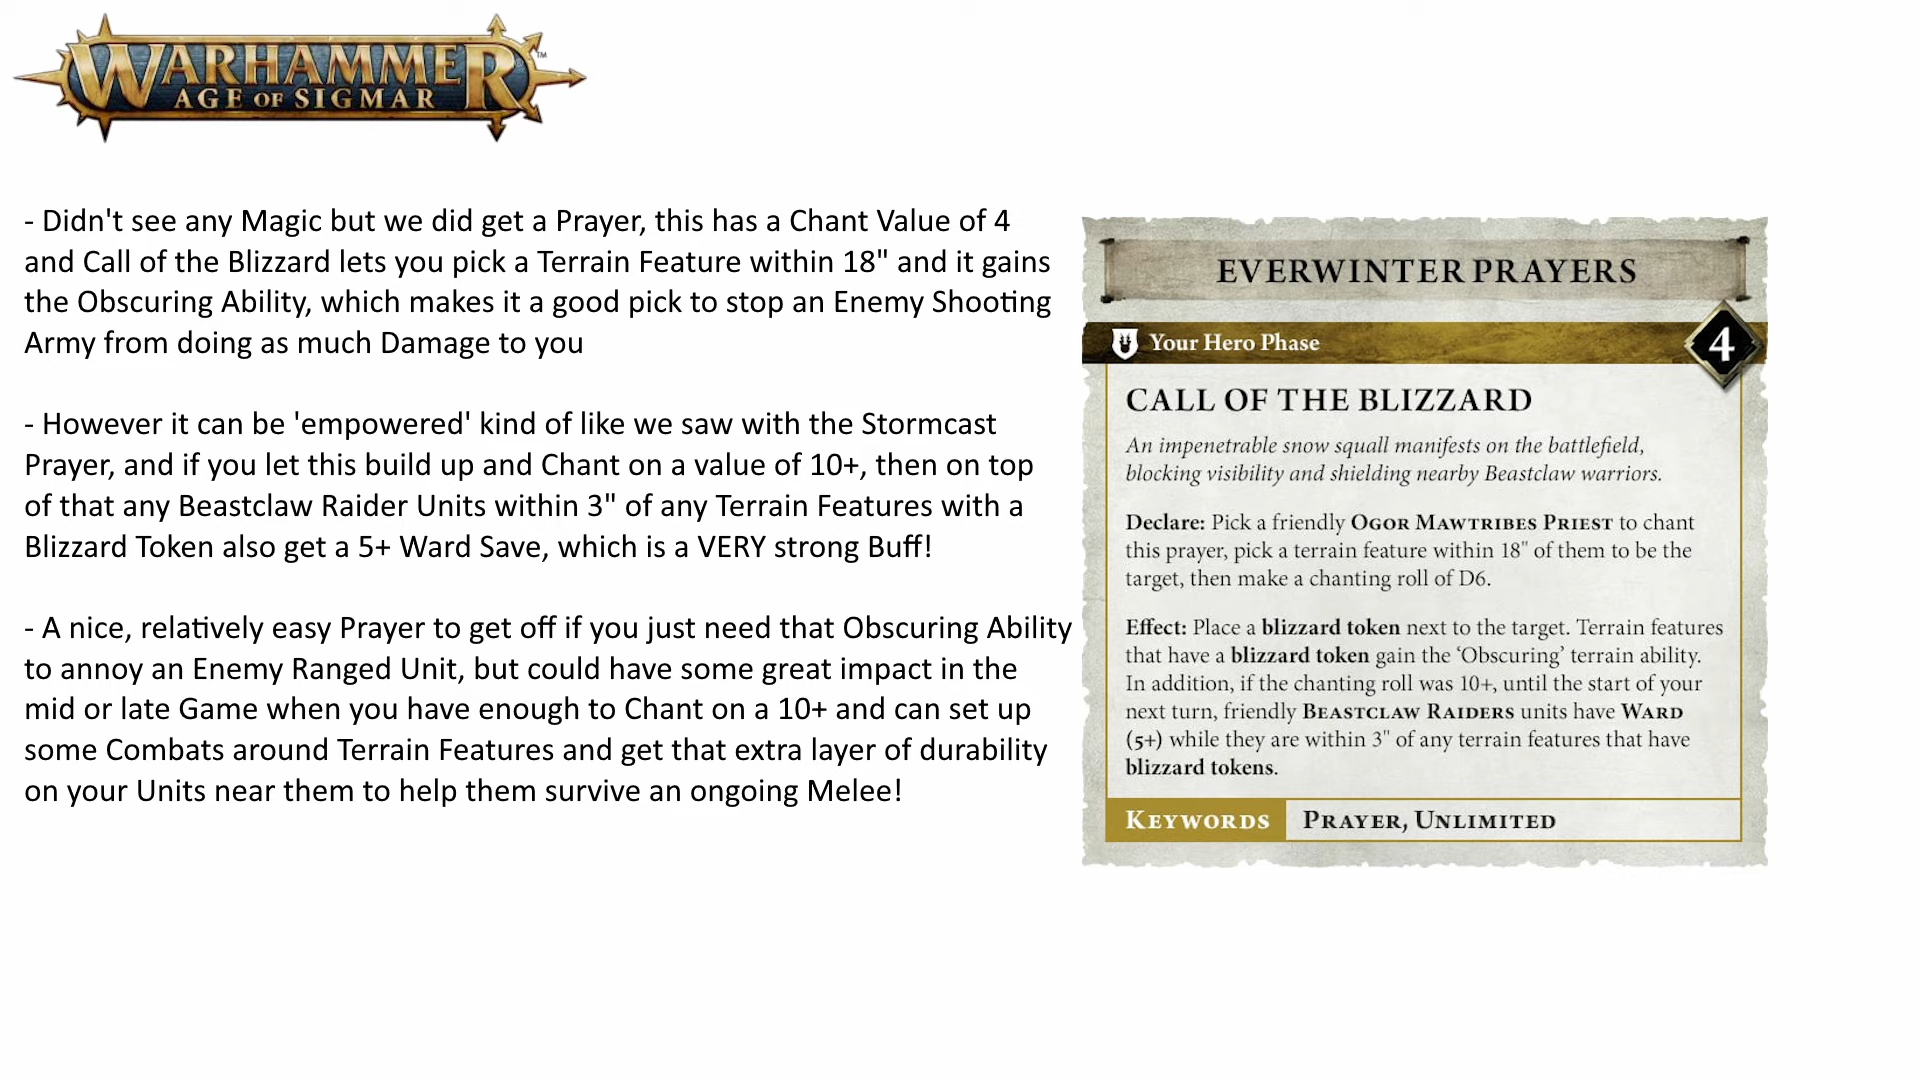 WARHAMMER
AGE OF SIGMAR
™
- Didn't see any Magic but we did get a Prayer, this has a Chant Value of 4
and Call of the Blizzard lets you pick a Terrain Feature within 18" and it gains
the Obscuring Ability, which makes it a good pick to stop an Enemy Shooting
Army from doing as much Damage to you
- However it can be 'empowered' kind of like we saw with the Stormcast
Prayer, and if you let this build up and Chant on a value of 10+, then on top
of that any Beastclaw Raider Units within 3" of any Terrain Features with a
Blizzard Token also get a 5+ Ward Save, which is a VERY strong Buff!
- A nice, relatively easy Prayer to get off if you just need that Obscuring Ability
to annoy an Enemy Ranged Unit, but could have some great impact in the
mid or late Game when you have enough to Chant on a 10+ and can set up
some Combats around Terrain Features and get that extra layer of durability
on your Units near them to help them survive an ongoing Melee!
EVERWINTER PRAYERS
Your Hero Phase
4
CALL OF THE BLIZZARD
An impenetrable snow squall manifests on the battlefield,
blocking visibility and shielding nearby Beastclaw warriors.
Declare: Pick a friendly OGOR MAWTRIBES PRIEST to chant
this prayer, pick a terrain feature within 18" of them to be the
target, then make a chanting roll of D6.
Effect: Place a blizzard token next to the target. Terrain features
that have a blizzard token gain the ‘Obscuring’ terrain ability.
In addition, if the chanting roll was 10+, until the start of your
next turn, friendly BEASTCLAW RAIDERS units have WARD
(5+) while they are within 3" of any terrain features that have
blizzard tokens.
KEYWORDS PRAYER, UNLIMITED